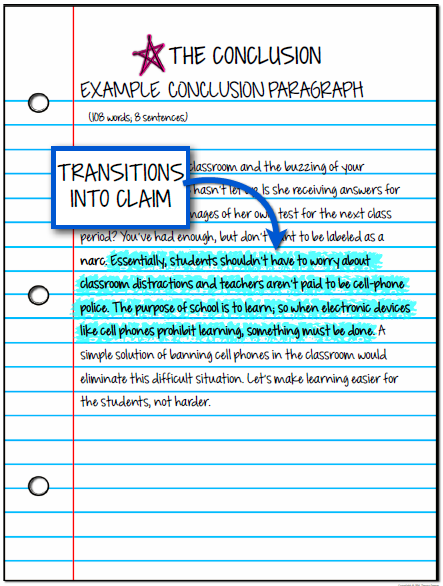 THE CONCLUSION
EXAMPLE CONCLUSION PARAGRAPH
(108 words; 8 sentences)
TRANSITIONS
INTO CLAIM
classroom and the buzzing of your
hasn't let up. Is she receiving answers for
images of her own test for the next class
period? You've had enough, but don't want to be labeled as a
narc. Essentially, students shouldn't have to worry about
classroom distractions and teachers aren't paid to be cell-phone
police. The purpose of school is to learn; so when electronic devices
like cell phones prohibit learning, something must be done. A
simple solution of banning cell phones in the classroom would
eliminate this difficult situation. Let's make learning easier for
the students, not harder.